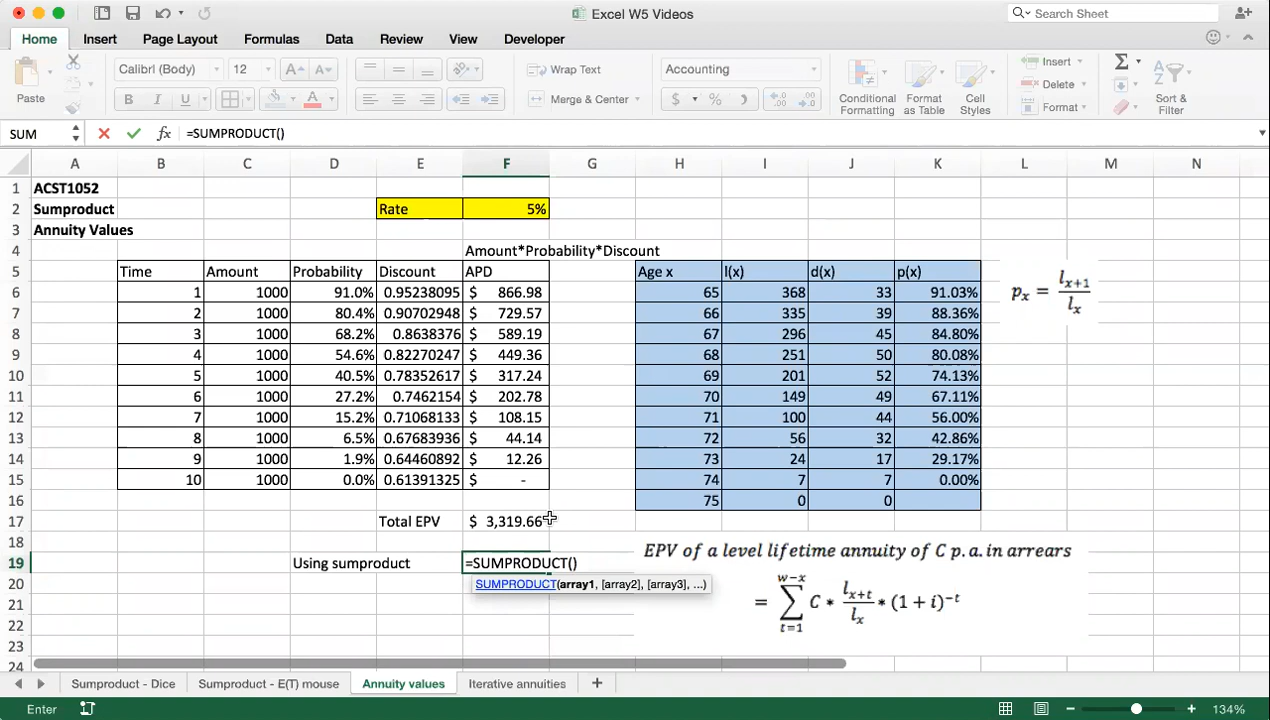 Excel W5 Videos
Search Sheet
Home Insert Page Layout Formulas Data Review View Developer
Paste
Calibri (Body) 12 A A Wrap Text Accounting Insert
B I U A Merge & Center $ % Conditional Formatting Format as Table Cell Styles Delete Format Sort & Filter
SUM fx =SUMPRODUCT()
A B C D E F G H I J K L M N
1 ACST1052
2 Sumproduct Rate 5%
3 Annuity Values
4 Amount*Probability*Discount
5 Time Amount Probability Discount APD Age x l(x) d(x) p(x)
6 1 1000 91.0% 0.95238095 $ 866.98 65 368 33 91.03%
7 2 1000 80.4% 0.90702948 $ 729.57 66 335 39 88.36%
8 3 1000 68.2% 0.8638376 $ 589.19 67 296 45 84.80%
9 4 1000 54.6% 0.82270247 $ 449.36 68 251 50 80.08%
10 5 1000 40.5% 0.78352617 $ 317.24 69 201 52 74.13%
11 6 1000 27.2% 0.7462154 $ 202.78 70 149 49 67.11%
12 7 1000 15.2% 0.71068133 $ 108.15 71 100 44 56.00%
13 8 1000 6.5% 0.67683936 $ 44.14 72 56 32 42.86%
14 9 1000 1.9% 0.64460892 $ 12.26 73 24 17 29.17%
15 10 1000 0.0% 0.61391325 $ - 74 7 7 0.00%
16 75 0 0
p_x = l_{x+1} / l_x
17 Total EPV $ 3,319.66
18
19 Using sumproduct =SUMPRODUCT()
SUMPRODUCT(array1, [array2], [array3], ...)
EPV of a level lifetime annuity of C p.a. in arrears
= ∑_{t=1}^{w−x} C * l_{x+t} / l_x * (1 + i)^{−t}
20
21
22
23
24
Sumproduct - Dice Sumproduct - E(T) mouse Annuity values Iterative annuities +
Enter 134%